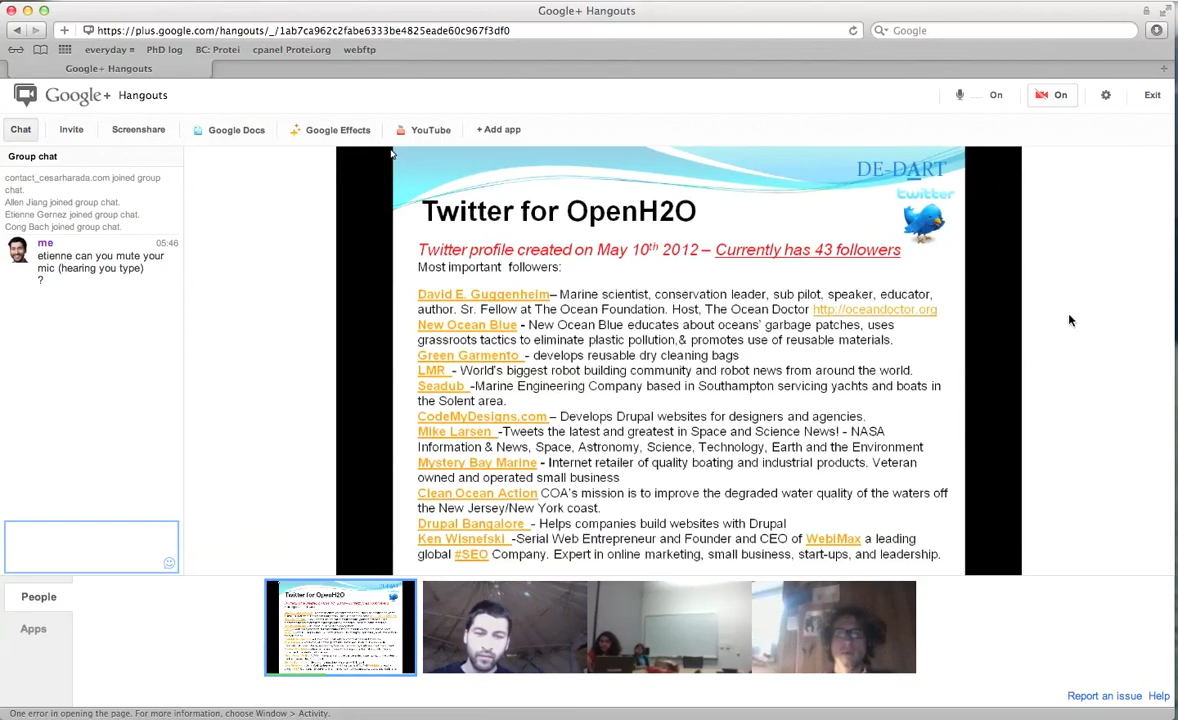 Google+ Hangouts
https://plus.google.com/hangouts/_/1ab7ca962c2fabe6333be4825eade60c967f3df0
Google
everyday
PhD log
BC: Protei
cpanel Protei.org
webftp
Google+ Hangouts
Google+ Hangouts
On
On
Exit
Chat
Invite
Screenshare
Google Docs
Google Effects
YouTube
+ Add app
Group chat
contact_cesarharada.com joined group
chat.
Allen Jiang joined group chat.
Etienne Gernez joined group chat.
Cong Bach joined group chat.
me 05:46
etienne can you mute your
mic (hearing you type)
?
DE-DART
twitter
Twitter for OpenH2O
Twitter profile created on May 10th 2012 – Currently has 43 followers
Most important followers:
David E. Guggenheim– Marine scientist, conservation leader, sub pilot, speaker, educator,
author. Sr. Fellow at The Ocean Foundation. Host, The Ocean Doctor http://oceandoctor.org
New Ocean Blue - New Ocean Blue educates about oceans' garbage patches, uses
grassroots tactics to eliminate plastic pollution,& promotes use of reusable materials.
Green Garmento - develops reusable dry cleaning bags
LMR - World's biggest robot building community and robot news from around the world.
Seadub -Marine Engineering Company based in Southampton servicing yachts and boats in
the Solent area.
CodeMyDesigns.com – Develops Drupal websites for designers and agencies.
Mike Larsen -Tweets the latest and greatest in Space and Science News! - NASA
Information & News, Space, Astronomy, Science, Technology, Earth and the Environment
Mystery Bay Marine - Internet retailer of quality boating and industrial products. Veteran
owned and operated small business
Clean Ocean Action COA's mission is to improve the degraded water quality of the waters off
the New Jersey/New York coast.
Drupal Bangalore - Helps companies build websites with Drupal
Ken Wisnefski -Serial Web Entrepreneur and Founder and CEO of WebiMax a leading
global #SEO Company. Expert in online marketing, small business, start-ups, and leadership.
People
Apps
DE-DART
Twitter for OpenH2O
Report an issue Help
One error in opening the page. For more information, choose Window > Activity.